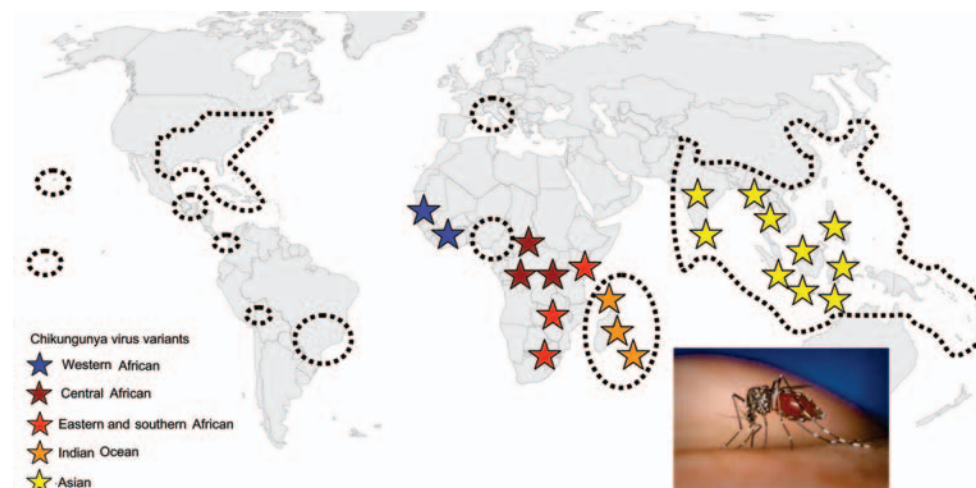 Chikungunya virus variants
Western African
Central African
Eastern and southern African
Indian Ocean
Asian